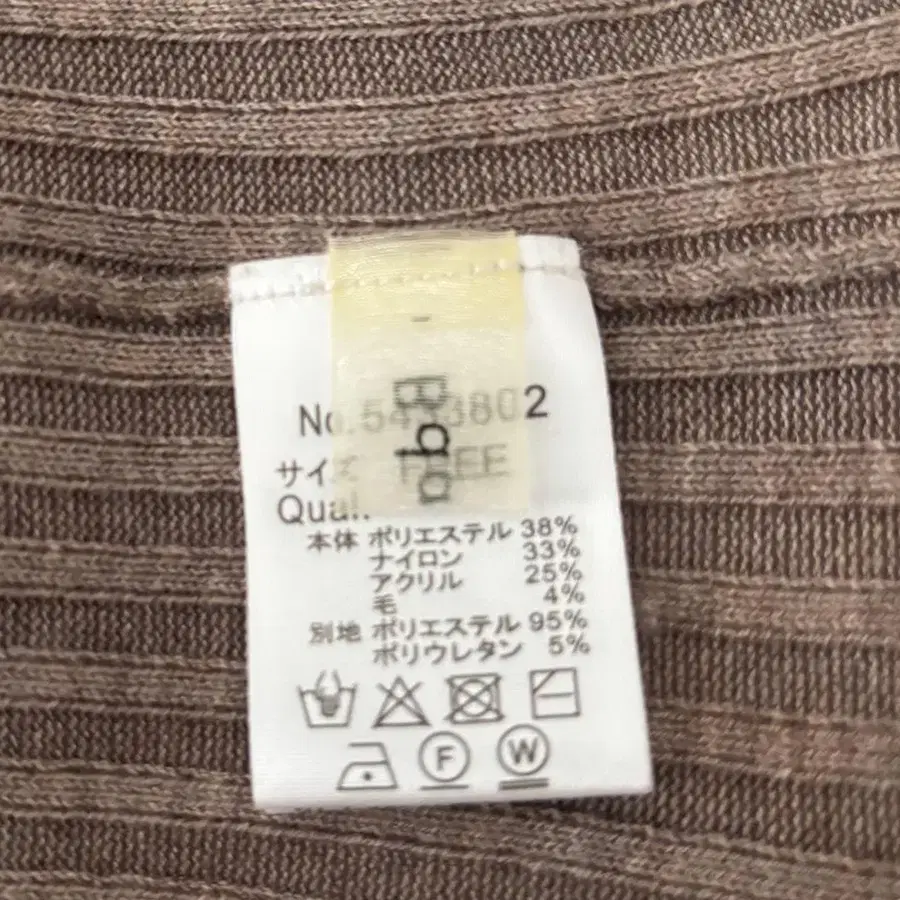 No.5433802
サイズ FREE
Qual.
本体 ポリエステル 38%
ナイロン 33%
アクリル 25%
毛 4%
別地 ポリエステル 95%
ポリウレタン 5%
F W